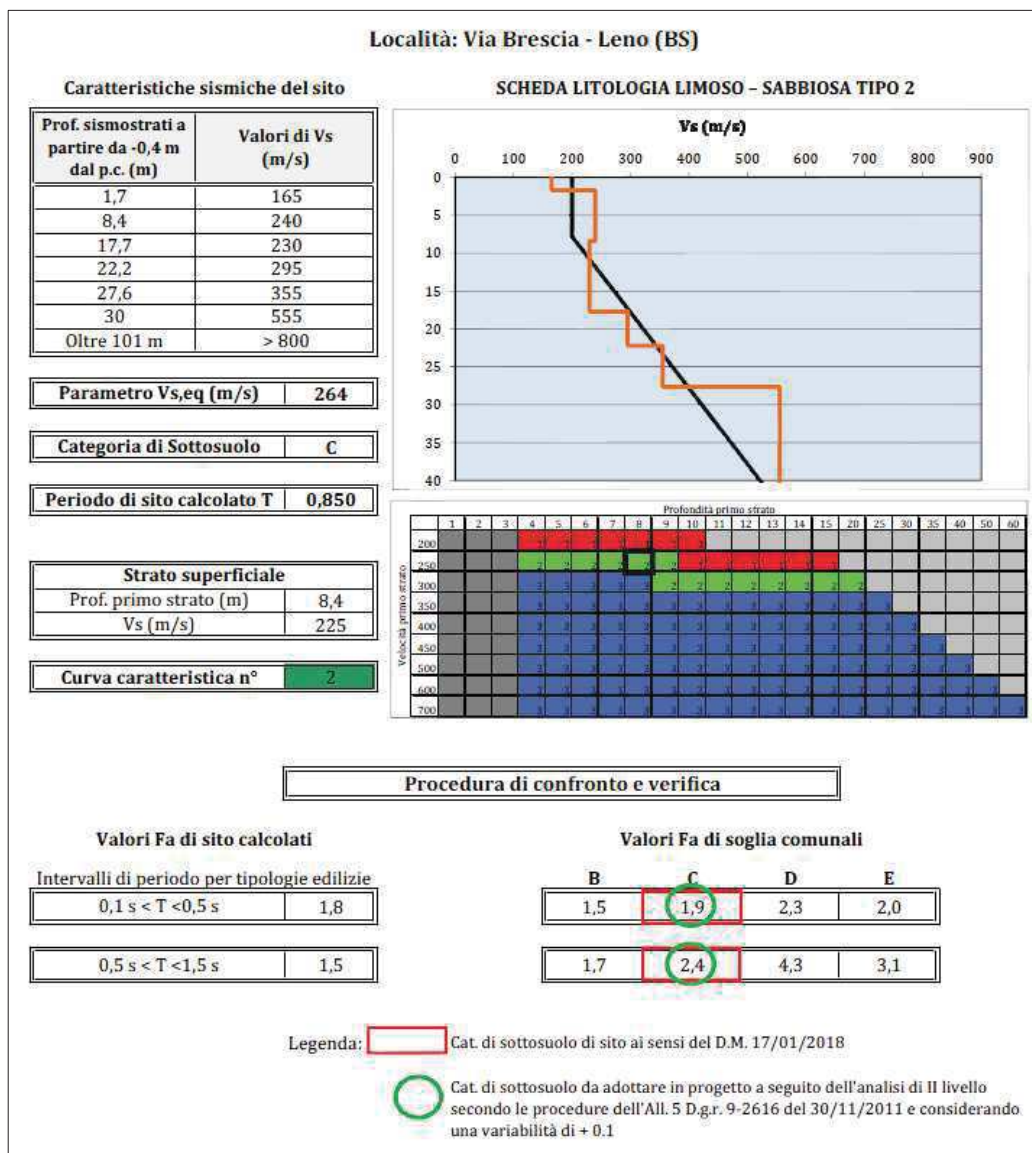 Località: Via Brescia - Leno (BS)
Caratteristiche sismiche del sito
Prof. sismostrati a partire da -0,4 m dal p.c. (m) Valori di Vs (m/s)
1,7 165
8,4 240
17,7 230
22,2 295
27,6 355
30 555
Oltre 101 m > 800
Parametro Vs,eq (m/s) 264
Categoria di Sottosuolo C
Periodo di sito calcolato T 0,850
Strato superficiale
Prof. primo strato (m) 8,4
Vs (m/s) 225
Curva caratteristica n° 2
SCHEDA LITOLOGIA LIMOSO – SABBIOSA TIPO 2
Vs (m/s)
0 100 200 300 400 500 600 700 800 900
0
5
10
15
20
25
30
35
40
Profondità primo strato
1 2 3 4 5 6 7 8 9 10 11 12 13 14 15 20 25 30 35 40 50 60
Velocità primo strato
200
250
300
350
400
450
500
600
700
Procedura di confronto e verifica
Valori Fa di sito calcolati
Intervalli di periodo per tipologie edilizie
0,1 s < T <0,5 s 1,8
0,5 s < T <1,5 s 1,5
Valori Fa di soglia comunali
B C D E
1,5 1,9 2,3 2,0
1,7 2,4 4,3 3,1
Legenda:
Cat. di sottosuolo di sito ai sensi del D.M. 17/01/2018
Cat. di sottosuolo da adottare in progetto a seguito dell'analisi di II livello
secondo le procedure dell'All. 5 D.g.r. 9-2616 del 30/11/2011 e considerando
una variabilità di + 0.1